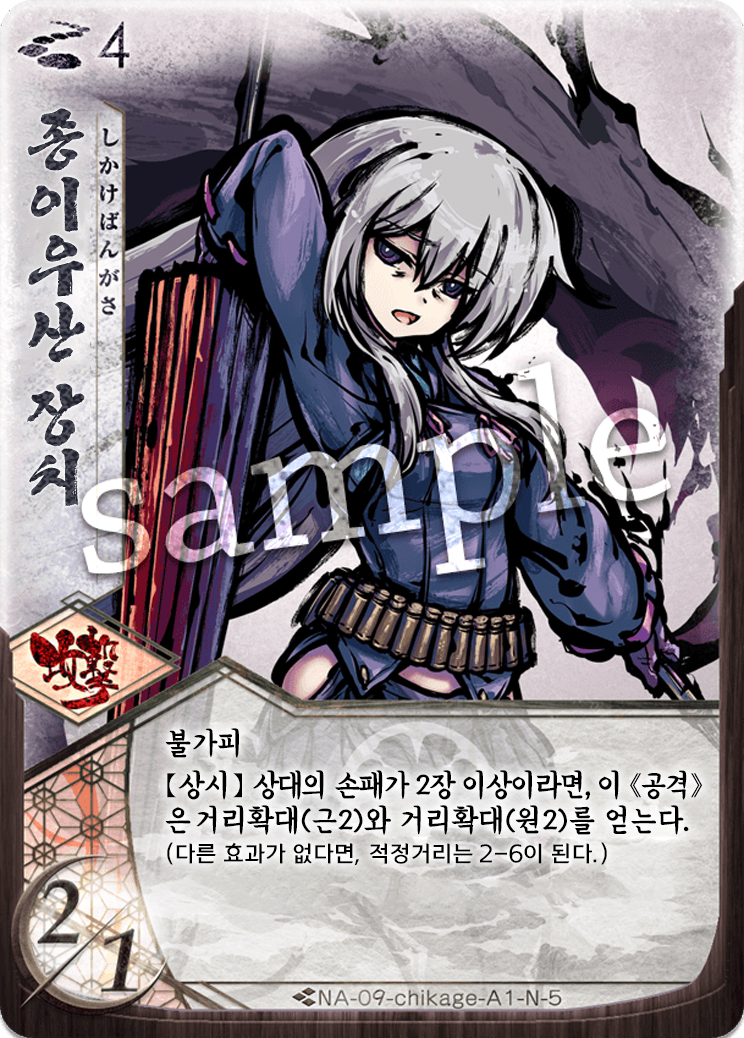 4
종이우산 장치
しかけばんがさ
sample
攻撃
불가피
【상시】 상대의 손패가 2장 이상이라면, 이 《공격》
은 거리확대(근2)와 거리확대(원2)를 얻는다.
(다른 효과가 없다면, 적정거리는 2-6이 된다.)
2/1
NA-09-chikage-A1-N-5